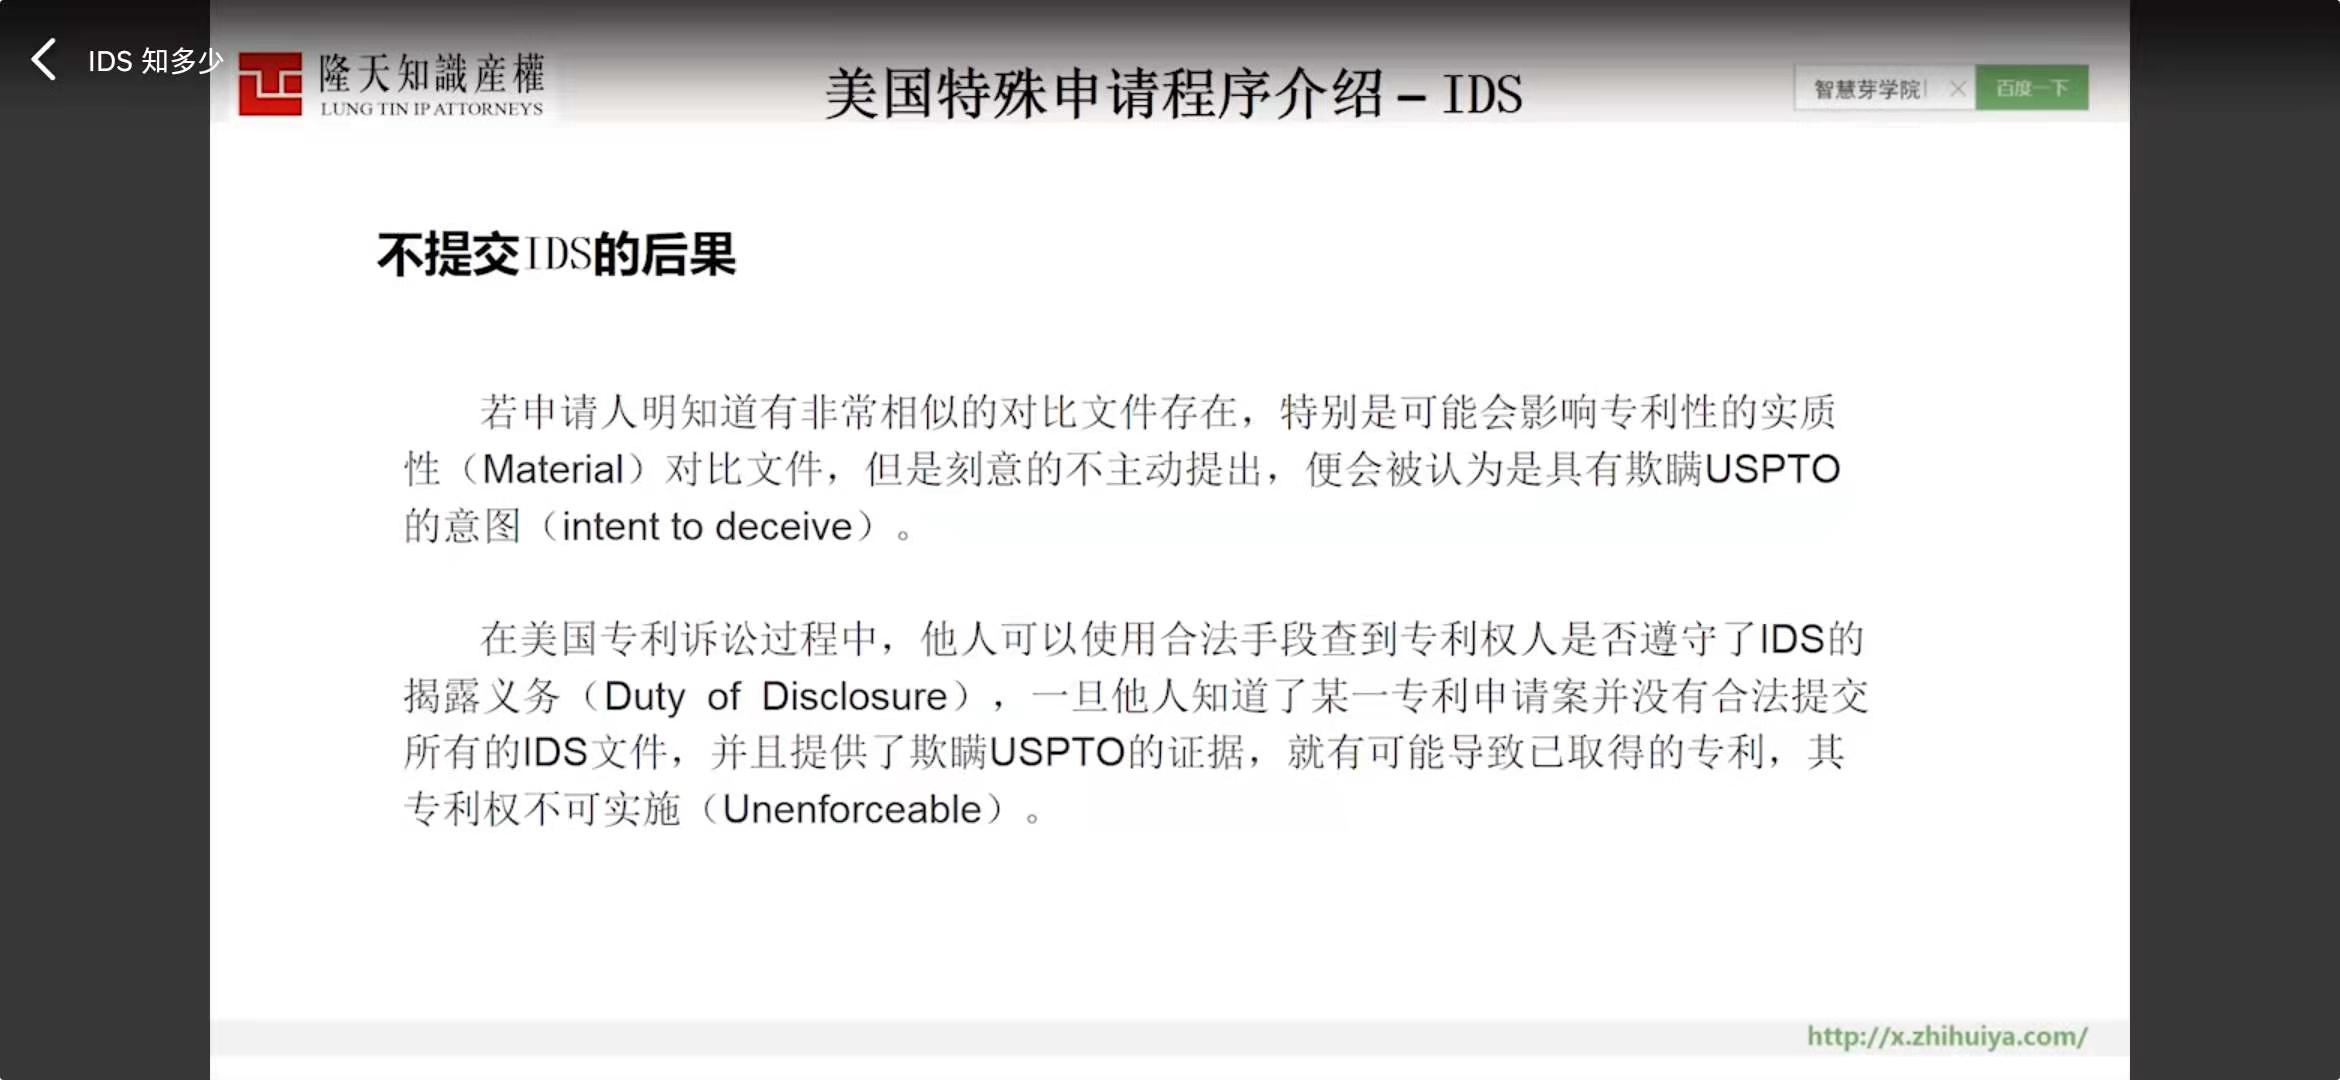 IDS 知多少
隆天知識産權
LUNG TIN IP ATTORNEYS
美国特殊申请程序介绍 – IDS
智慧芽学院
百度一下
不提交IDS的后果
若申请人明知道有非常相似的对比文件存在，特别是可能会影响专利性的实质
性（Material）对比文件，但是刻意的不主动提出，便会被认为是具有欺瞒USPTO
的意图（intent to deceive）。
在美国专利诉讼过程中，他人可以使用合法手段查到专利权人是否遵守了IDS的
揭露义务（Duty of Disclosure），一旦他人知道了某一专利申请案并没有合法提交
所有的IDS文件，并且提供了欺瞒USPTO的证据，就有可能导致已取得的专利，其
专利权不可实施（Unenforceable）。
http://x.zhihuiya.com/